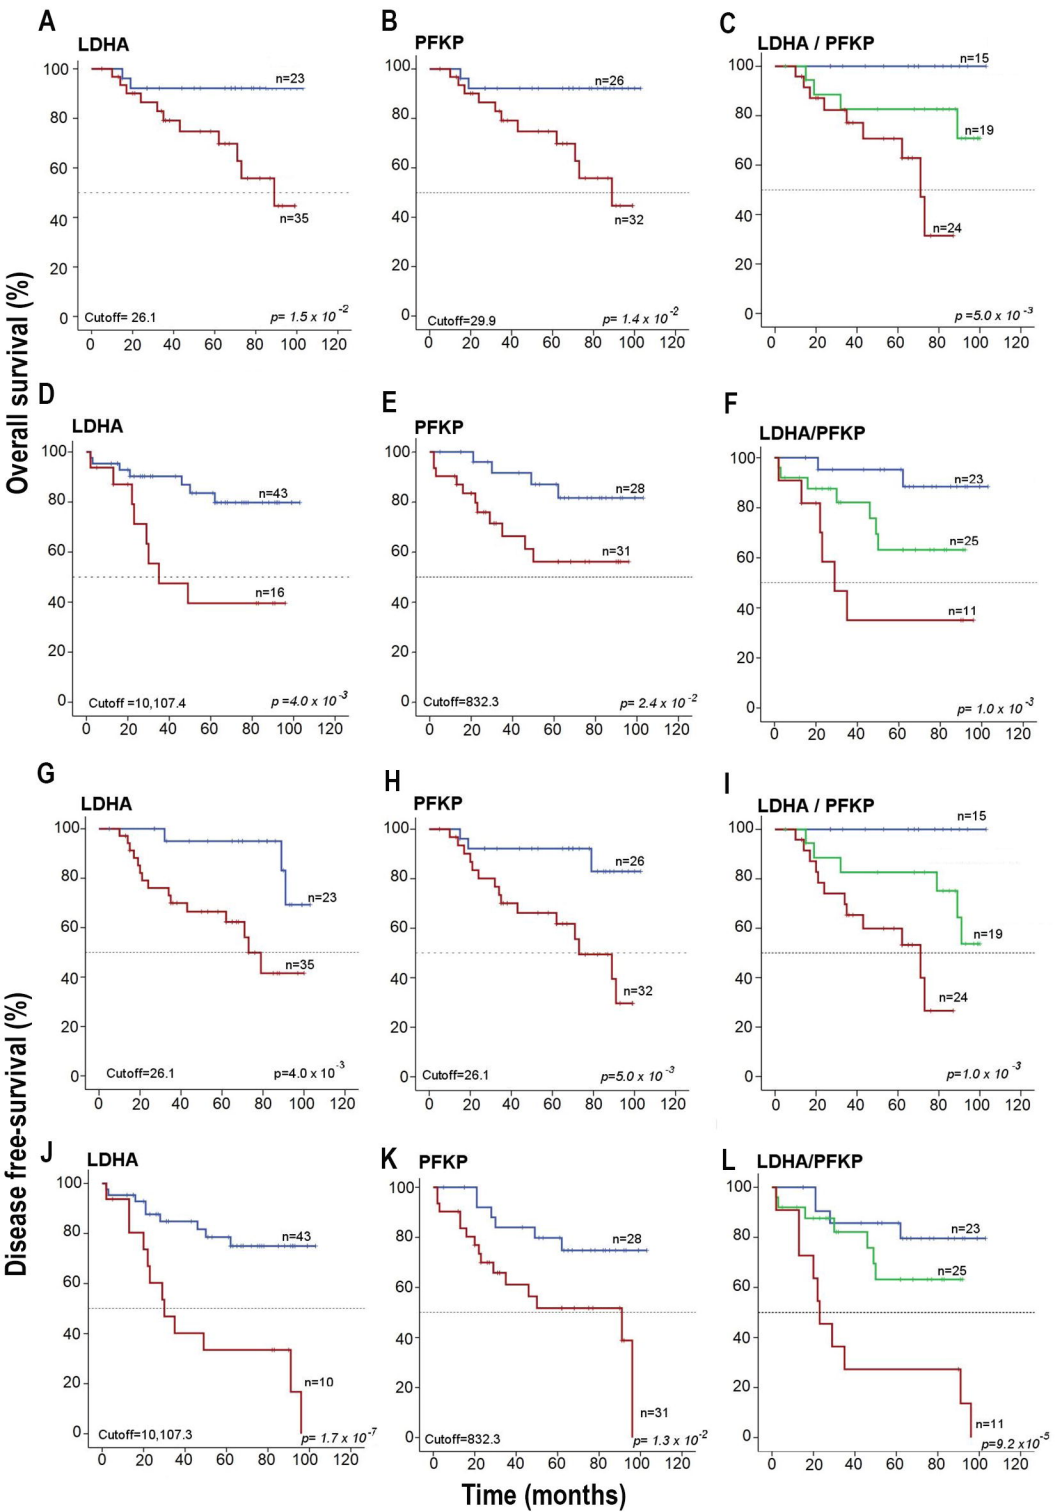 Overall survival (%)
Disease free-survival (%)
A
LDHA
100
80
60
40
20
0
n=23
n=35
Cutoff= 26.1
p= 1.5 x 10 -2
0 20 40 60 80 100 120
B
PFKP
100
80
60
40
20
0
n=26
n=32
Cutoff=29.9
p= 1.4 x 10 -2
0 20 40 60 80 100 120
C
LDHA / PFKP
100
80
60
40
20
0
n=15
n=19
n=24
p =5.0 x 10 -3
0 20 40 60 80 100 120
D
LDHA
100
80
60
40
20
0
n=43
n=16
Cutoff =10,107.4
p =4.0 x 10 -3
0 20 40 60 80 100 120
E
PFKP
100
80
60
40
20
0
n=28
n=31
Cutoff=832.3
p= 2.4 x 10 -2
0 20 40 60 80 100 120
F
LDHA/PFKP
100
80
60
40
20
0
n=23
n=25
n=11
p= 1.0 x 10 -3
0 20 40 60 80 100 120
G
LDHA
100
80
60
40
20
0
n=23
n=35
Cutoff=26.1
p=4.0 x 10 -3
0 20 40 60 80 100 120
H
PFKP
100
80
60
40
20
0
n=26
n=32
Cutoff=26.1
p=5.0 x 10 -3
0 20 40 60 80 100 120
I
LDHA / PFKP
100
80
60
40
20
0
n=15
n=19
n=24
p=1.0 x 10 -3
0 20 40 60 80 100 120
J
LDHA
100
80
60
40
20
0
n=43
n=10
Cutoff=10,107.3
p= 1.7 x 10 -7
0 20 40 60 80 100 120
K
PFKP
100
80
60
40
20
0
n=28
n=31
Cutoff=832.3
p= 1.3 x 10 -2
0 20 40 60 80 100 120
L
LDHA/PFKP
100
80
60
40
20
0
n=23
n=25
n=11
p=9.2 x10 -5
0 20 40 60 80 100 120
Time (months)